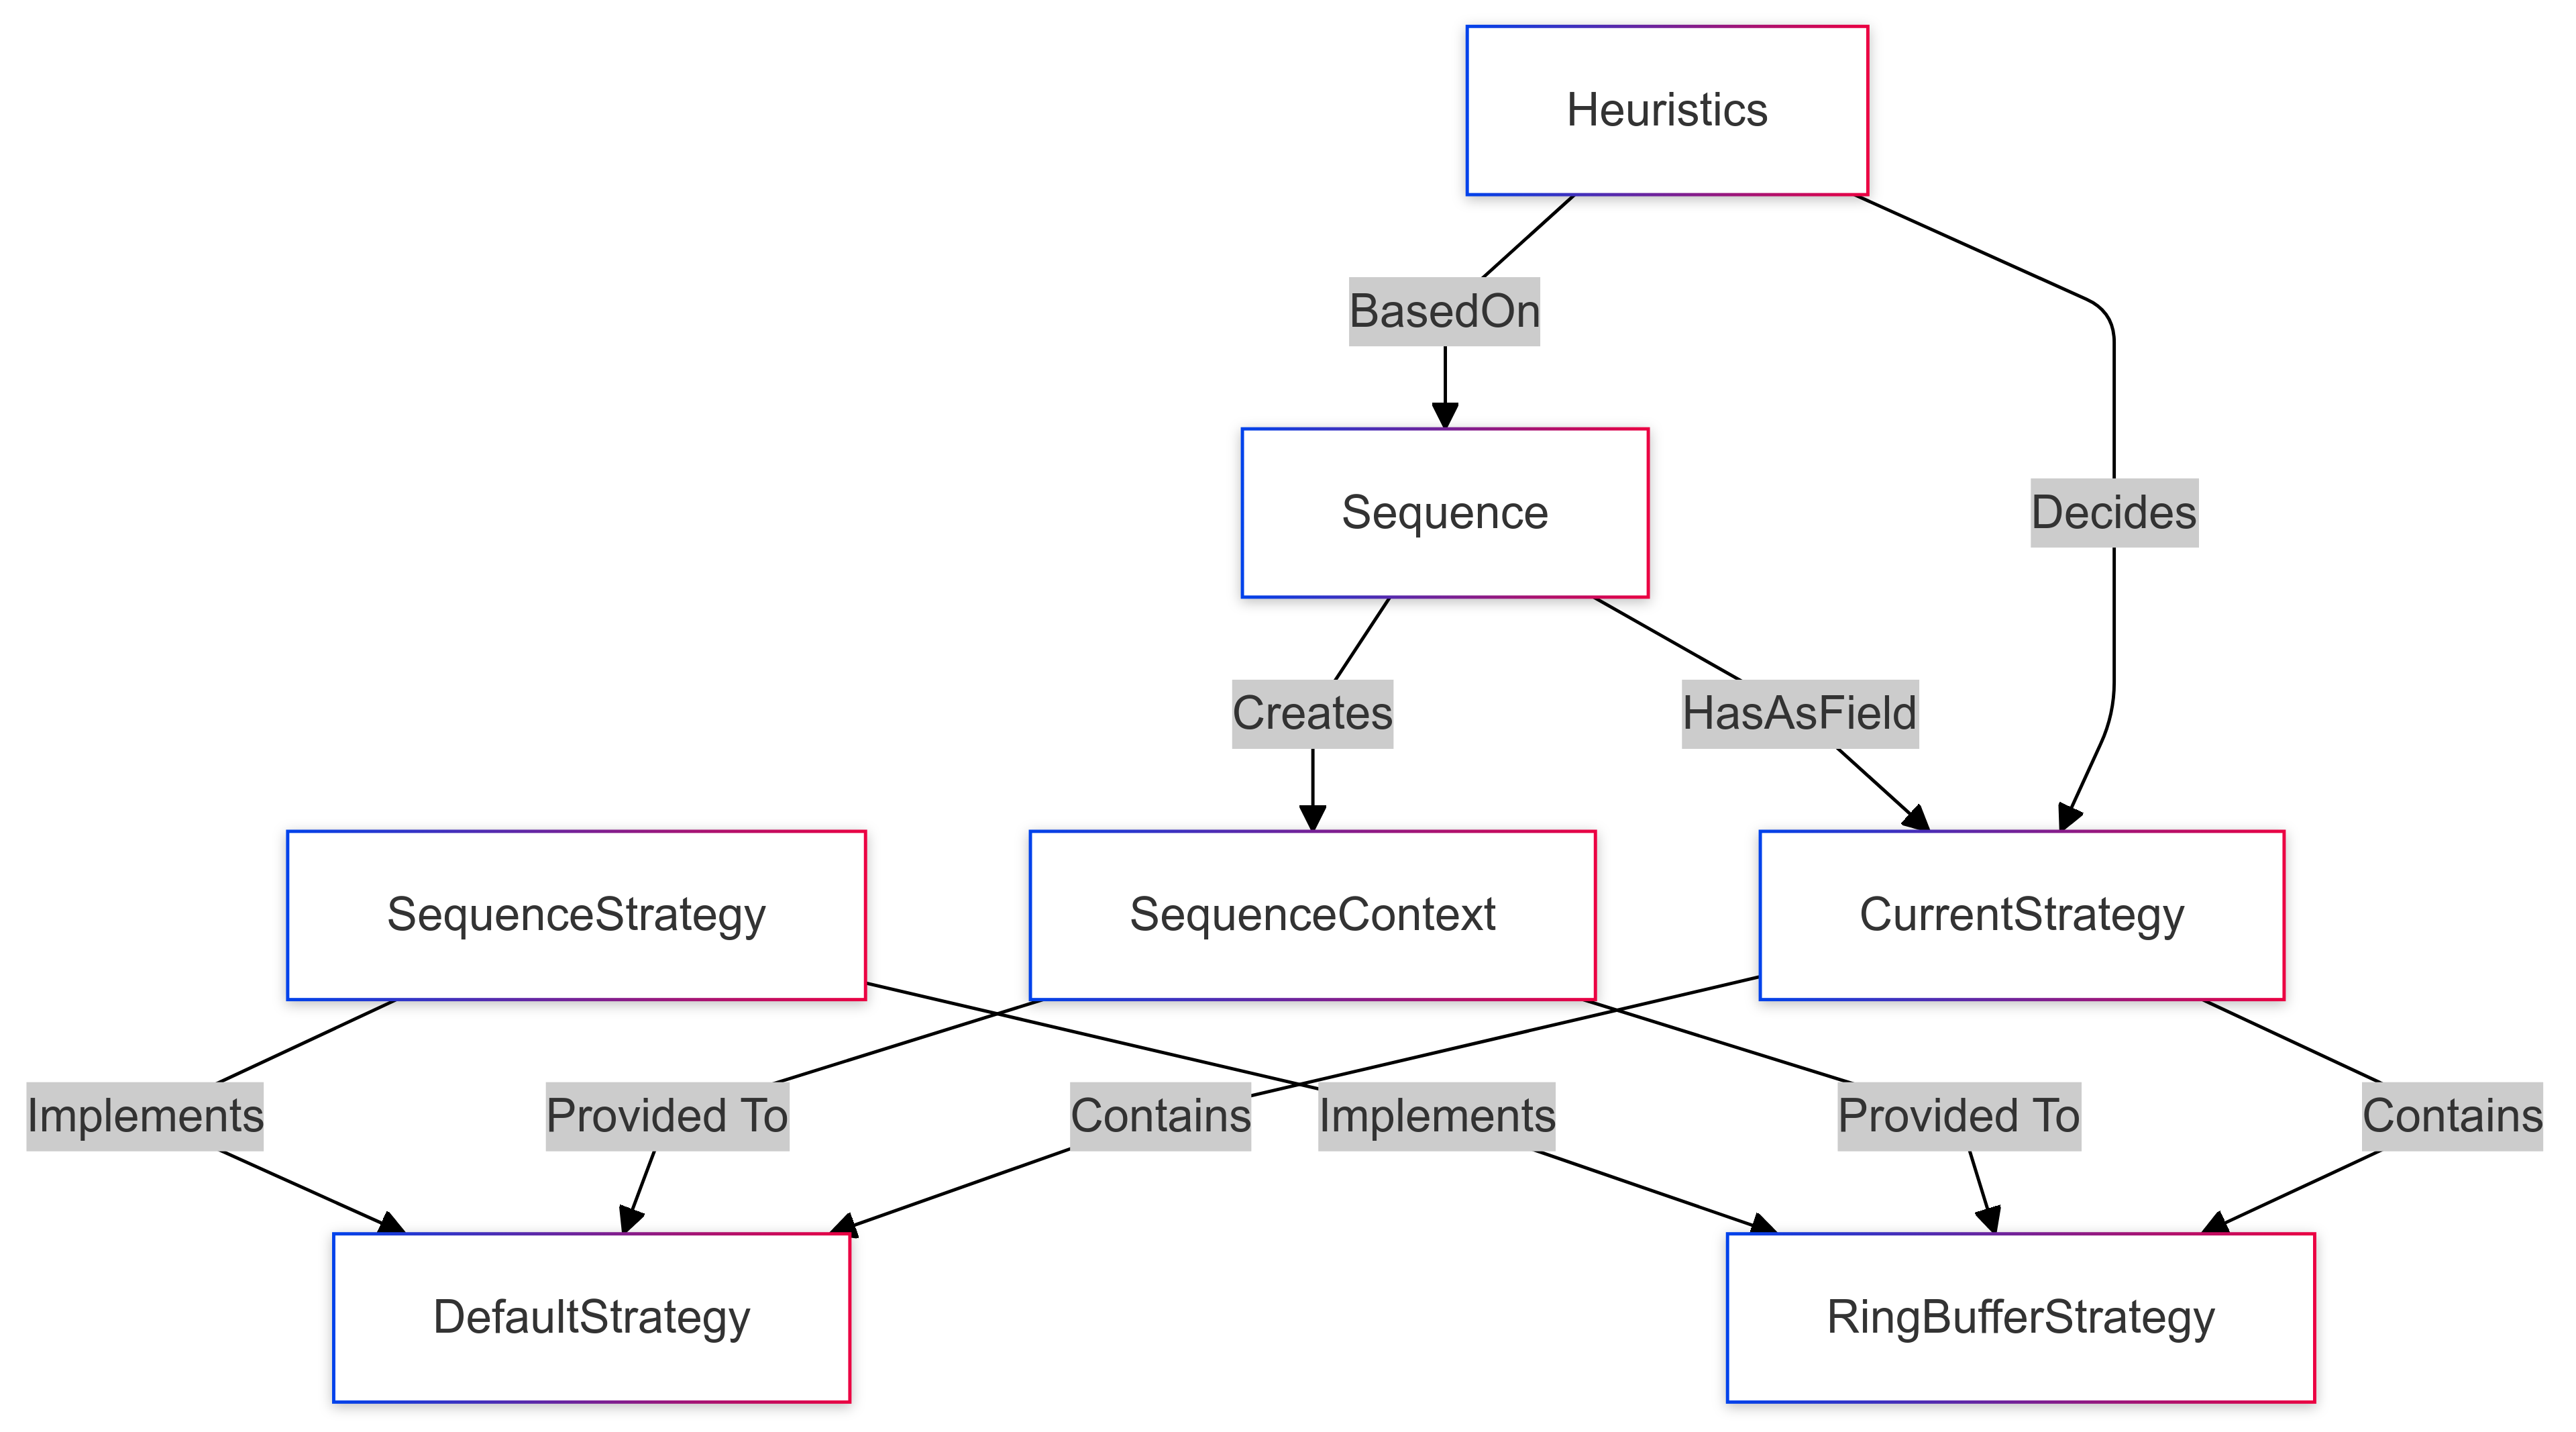 Heuristics
BasedOn
Sequence
Decides
Creates
HasAsField
SequenceStrategy
SequenceContext
CurrentStrategy
Implements
Provided To
Contains
Implements
Provided To
Contains
DefaultStrategy
RingBufferStrategy